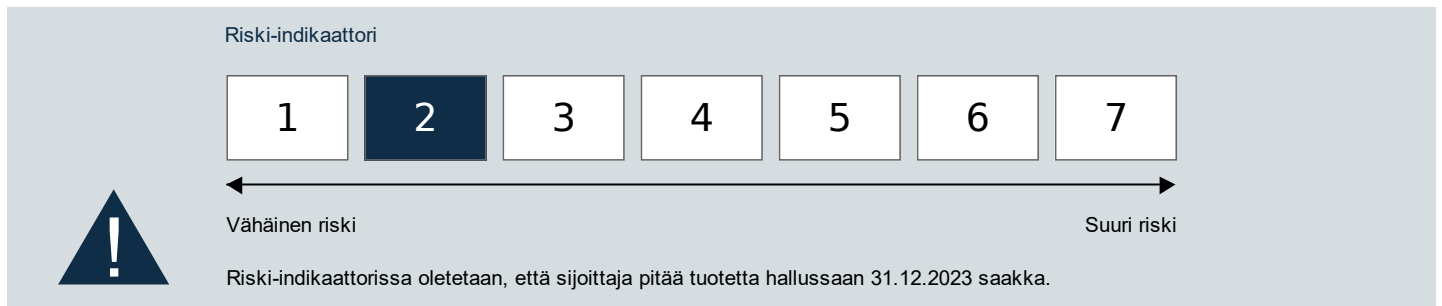 Riski-indikaattori
1 2 3 4 5 6 7
Vähäinen riski Suuri riski
!
Riski-indikaattorissa oletetaan, että sijoittaja pitää tuotetta hallussaan 31.12.2023 saakka.